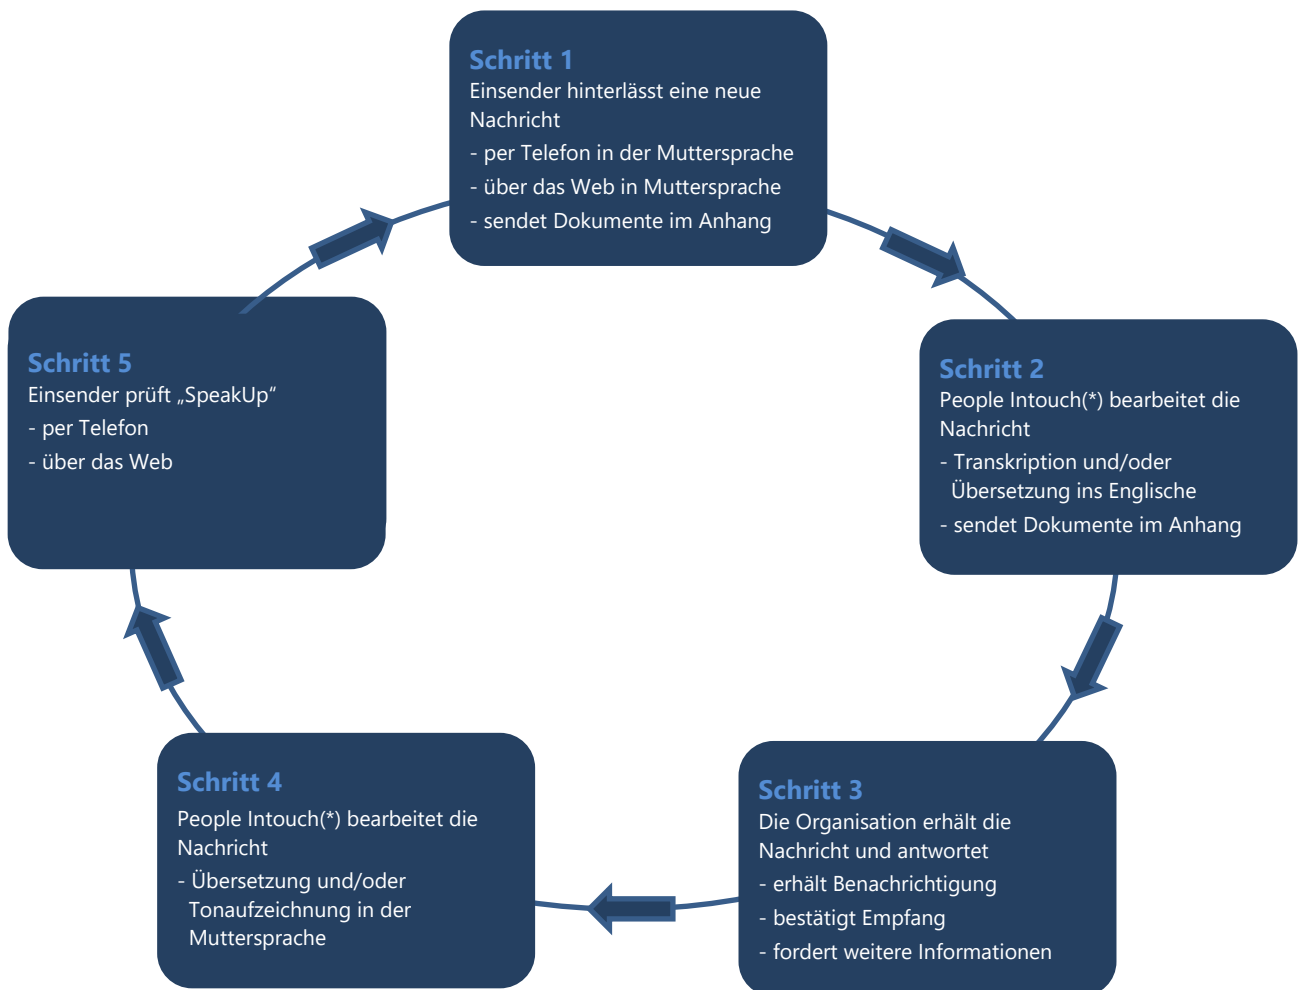 Schritt 1
Einsender hinterlässt eine neue
Nachricht
- per Telefon in der Muttersprache
- über das Web in Muttersprache
- sendet Dokumente im Anhang
Schritt 2
People Intouch(*) bearbeitet die
Nachricht
- Transkription und/oder
Übersetzung ins Englische
- sendet Dokumente im Anhang
Schritt 3
Die Organisation erhält die
Nachricht und antwortet
- erhält Benachrichtigung
- bestätigt Empfang
- fordert weitere Informationen
Schritt 4
People Intouch(*) bearbeitet die
Nachricht
- Übersetzung und/oder
Tonaufzeichnung in der
Muttersprache
Schritt 5
Einsender prüft „SpeakUp“
- per Telefon
- über das Web